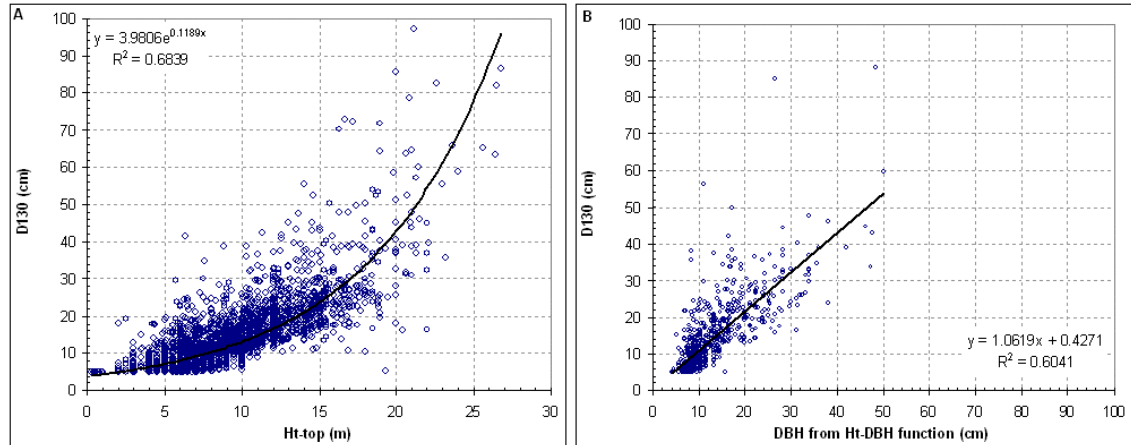 A
y = 3.9806e^0.1189x
R² = 0.6839
100
90
80
70
60
50
40
30
20
10
0
D130 (cm)
0 5 10 15 20 25 30
Ht-top (m)
B
100
90
80
70
60
50
40
30
20
10
0
D130 (cm)
y = 1.0619x + 0.4271
R² = 0.6041
0 10 20 30 40 50 60 70 80 90 100
DBH from Ht-DBH function (cm)